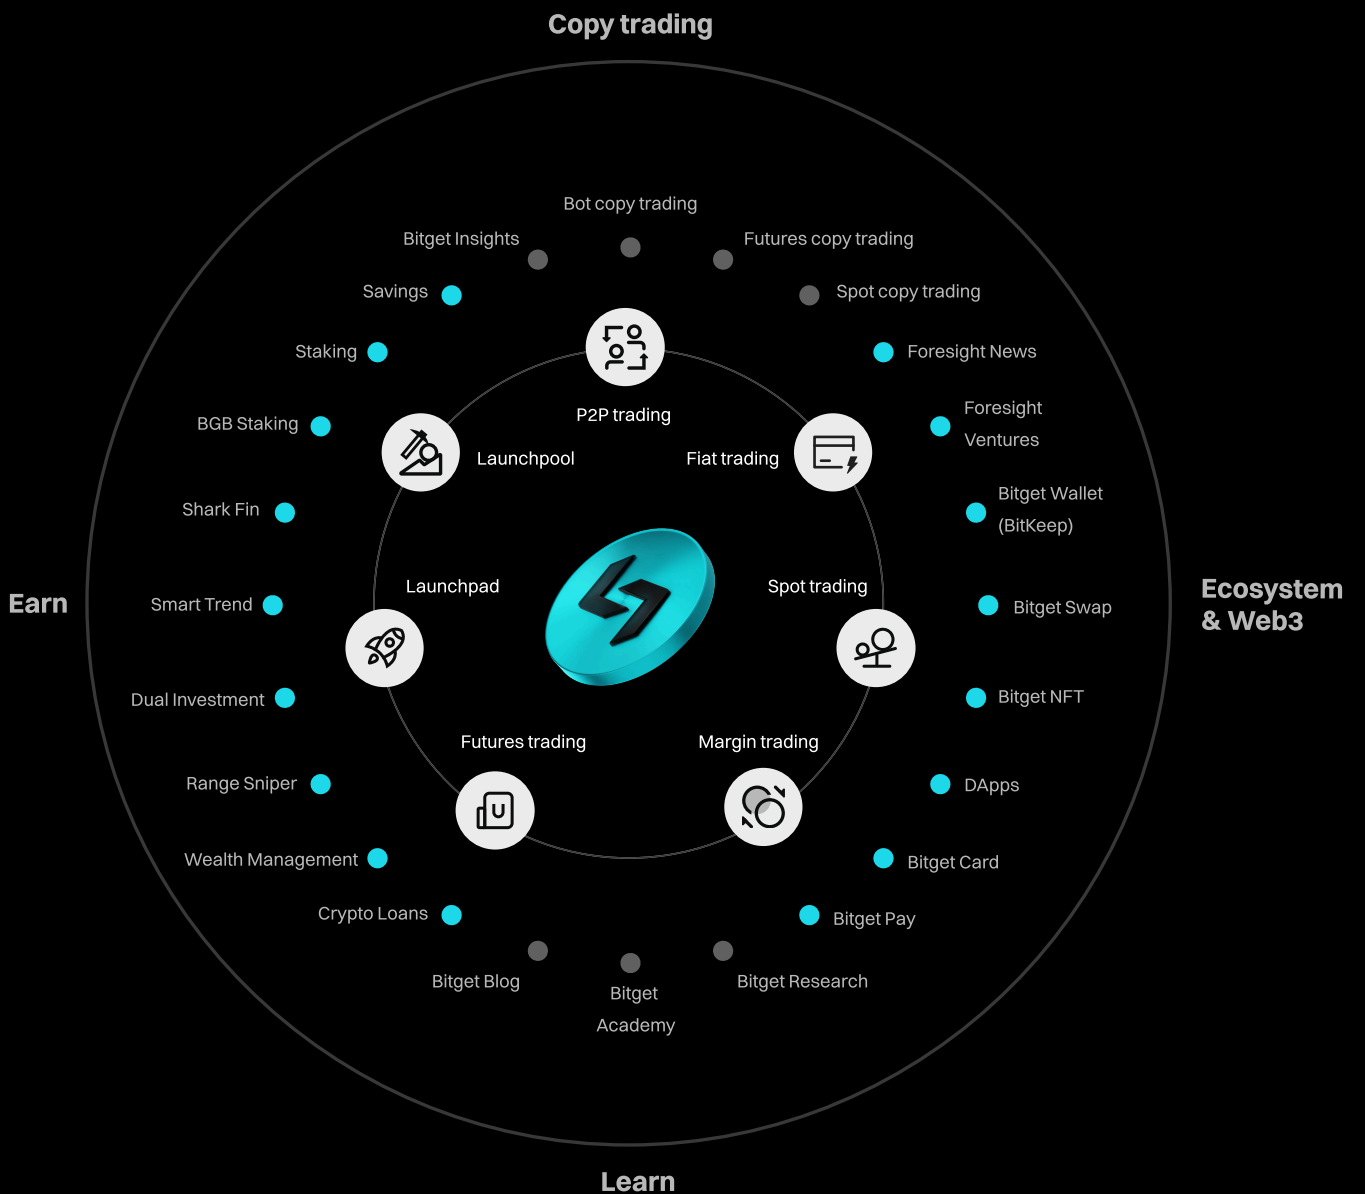 Copy trading
Bot copy trading
Bitget Insights
Futures copy trading
Savings
Spot copy trading
Staking
Foresight News
P2P trading
BGB Staking
Foresight
Ventures
Launchpool
Fiat trading
Shark Fin
Bitget Wallet
(BitKeep)
Launchpad
Spot trading
Earn
Smart Trend
Bitget Swap
Ecosystem
& Web3
Dual Investment
Bitget NFT
Futures trading
Margin trading
Range Sniper
DApps
U
Wealth Management
Bitget Card
Crypto Loans
Bitget Pay
Bitget Blog
Bitget
Academy
Bitget Research
Learn